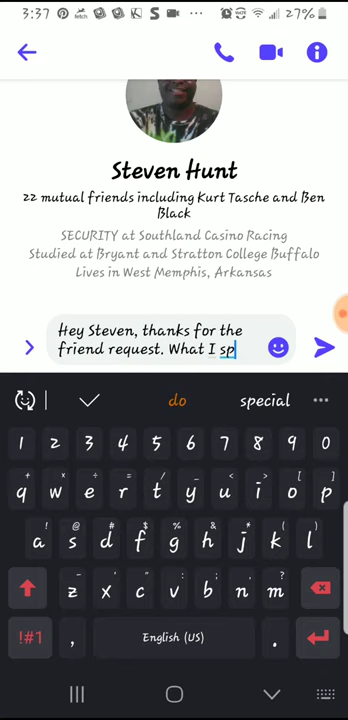 3:37 fetch 27%
Steven Hunt
22 mutual friends including Kurt Tasche and Ben
Black
SECURITY at Southland Casino Racing
Studied at Bryant and Stratton College Buffalo
Lives in West Memphis, Arkansas
Hey Steven, thanks for the
friend request. What I sp
do special
1 2 3 4 5 6 7 8 9 0
+ × ÷ = / _ < > [ ]
q w e r t y u i o p
! @ # $ % ^ & * ( )
a s d f g h j k l
- ' " : ; , ?
z x c v b n m
!#1 , English (US) .